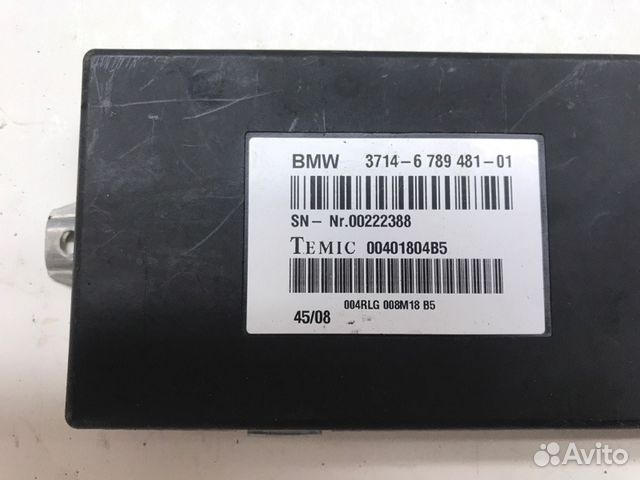 BMW 3714-6 789 481-01
SN- Nr.00222388
TEMIC 00401804B5
004RLG 008M18 B5
45/08
Avito